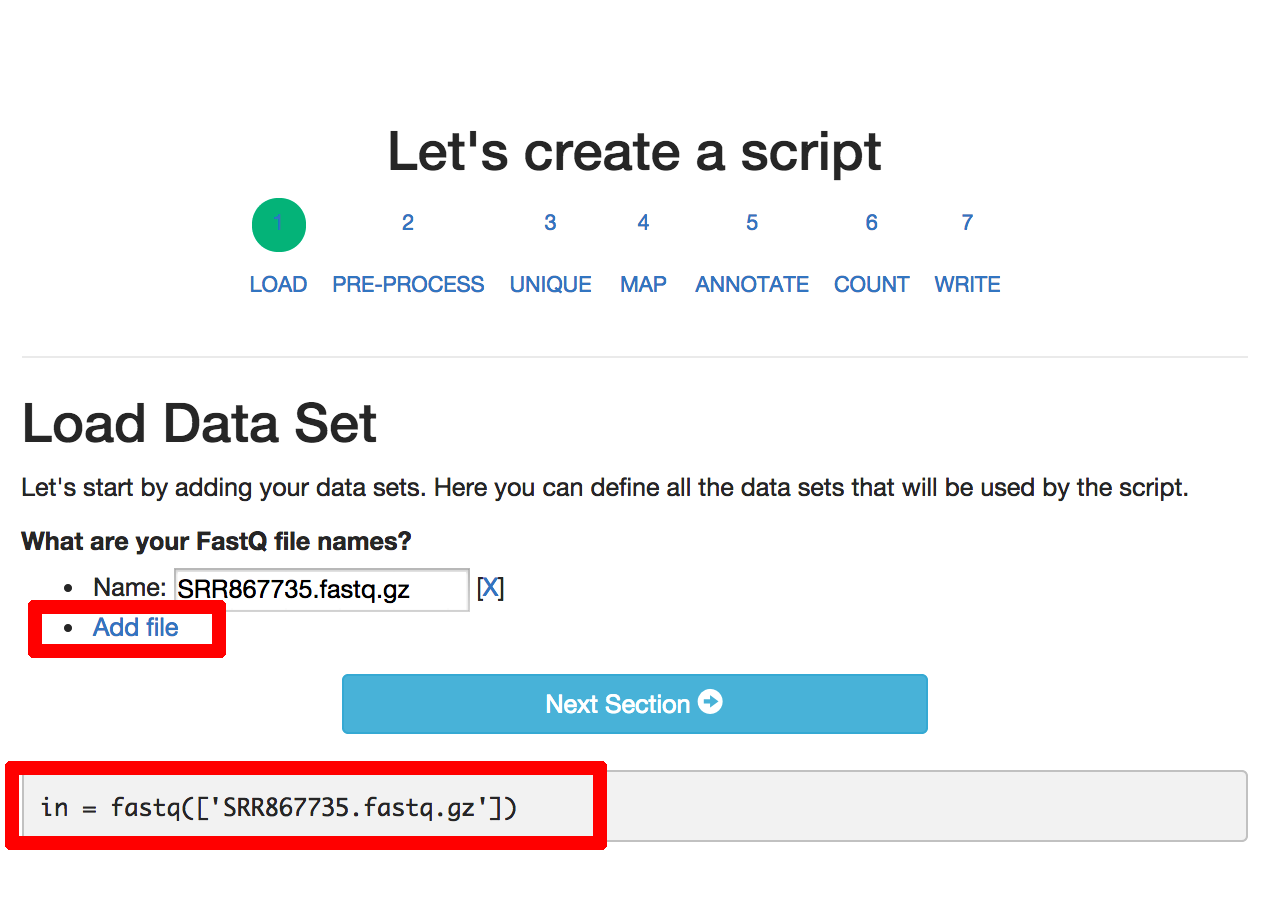 Let's create a script
1 2 3 4 5 6 7
LOAD PRE-PROCESS UNIQUE MAP ANNOTATE COUNT WRITE
Load Data Set
Let's start by adding your data sets. Here you can define all the data sets that will be used by the script.
What are your FastQ file names?
• Name: SRR867735.fastq.gz [X]
• Add file
Next Section
in = fastq(['SRR867735.fastq.gz'])